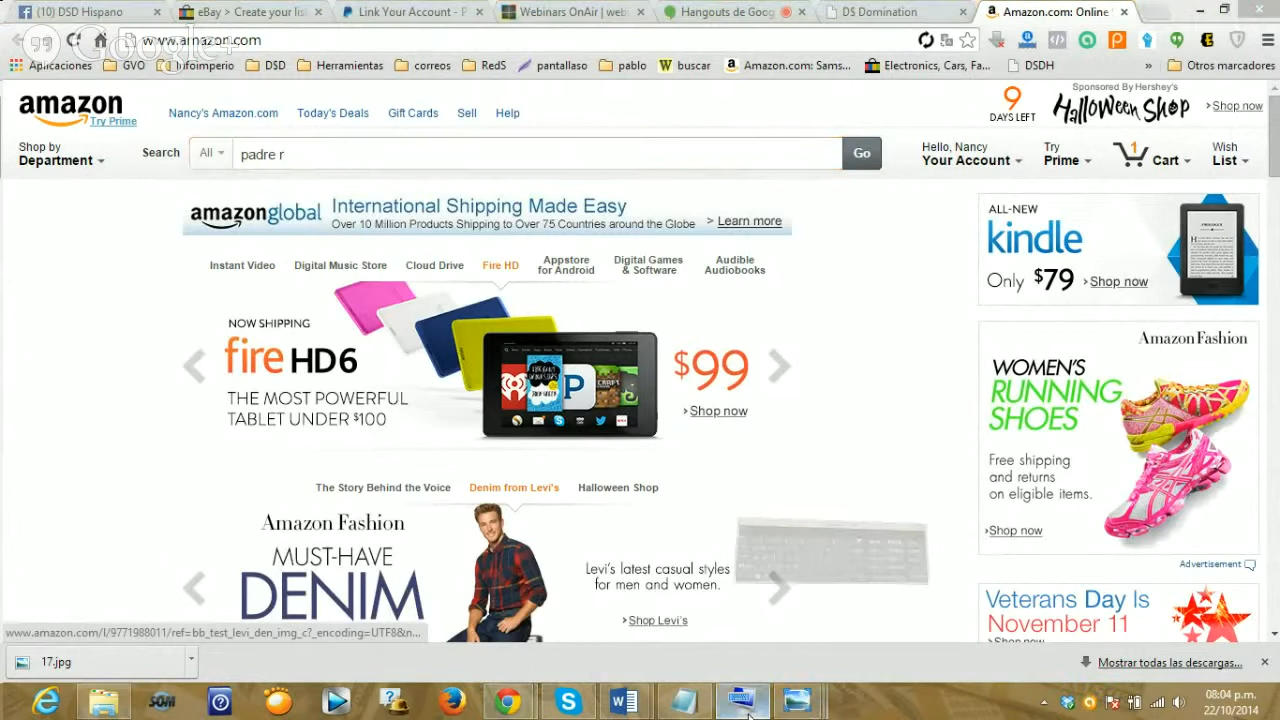 DSD Hispano
eBay > Create your li
Link Your Account - P
Webinars OnAir | web
Hangouts de Goog
DS Domination
Amazon.com: Online
Google+
www.amazon.com
Aplicaciones
GVO
infoimperio
DSD
Herramientas
correos
RedS
pantallaso
pablo
buscar
Amazon.com: Sams...
Electronics, Cars, Fa...
DSDH
»
Otros marcadores
amazon
Try Prime
Nancy's Amazon.com
Today's Deals
Gift Cards
Sell
Help
9
DAYS LEFT
Sponsored By Hershey's
Halloween Shop
Shop now
Shop by
Department
Search
All
padre r
Go
Hello, Nancy
Your Account
Try
Prime
1
Cart
Wish
List
amazonglobal
International Shipping Made Easy
Over 10 Million Products Shipping to Over 75 Countries around the Globe
> Learn more
Instant Video
Digital Music Store
Cloud Drive
Fire HD
Appstore
for Android
Digital Games
& Software
Audible
Audiobooks
NOW SHIPPING
fire HD6
THE MOST POWERFUL
TABLET UNDER $100
$99
Shop now
ALL-NEW
kindle
Only $79
Shop now
Amazon Fashion
WOMEN'S
RUNNING
SHOES
Free shipping
and returns
on eligible items.
Shop now
Advertisement
The Story Behind the Voice
Denim from Levi's
Halloween Shop
Amazon Fashion
MUST-HAVE
DENIM
Levi's latest casual styles
for men and women.
Shop Levi's
Veterans Day Is
November 11
Shop now
www.amazon.com/l/9771988011/ref=bb_test_levi_den_img_c?_encoding=UTF8&n...
17.jpg
Mostrar todas las descargas...
SOM
08:04 p.m.
22/10/2014